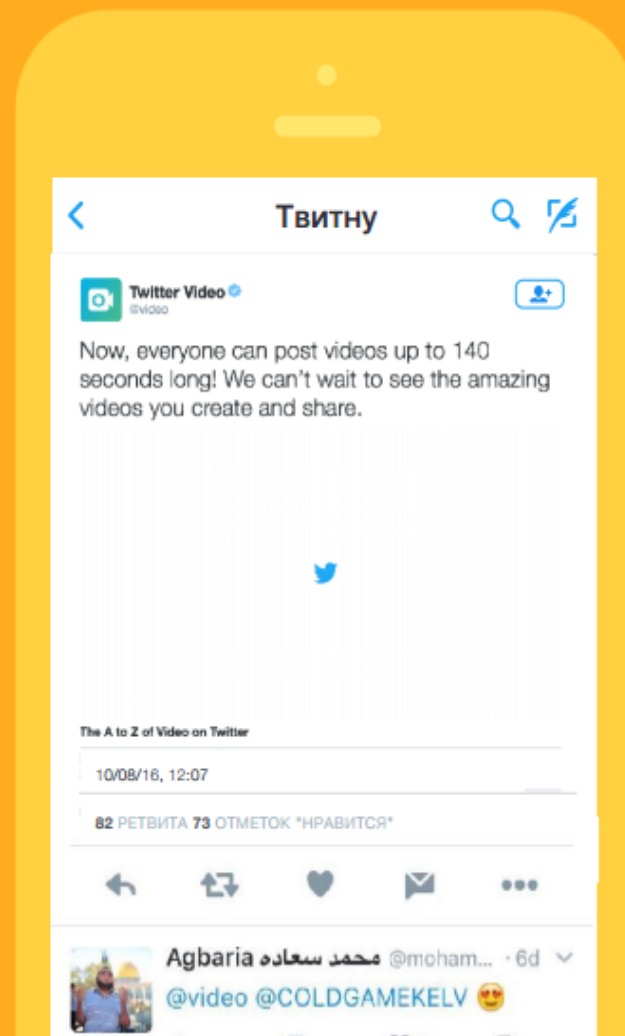 Твитну
Twitter Video
@video
Now, everyone can post videos up to 140
seconds long! We can't wait to see the amazing
videos you create and share.
The A to Z of Video on Twitter
10/08/16, 12:07
82 РЕТВИТА 73 ОТМЕТОК "НРАВИТСЯ"
Agbaria محمد سعاده @moham... · 6d
@video @COLDGAMEKELV 😍